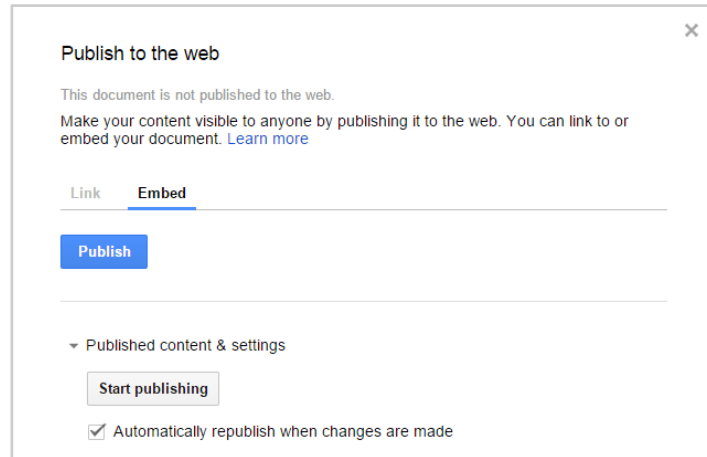 Publish to the web
This document is not published to the web.
Make your content visible to anyone by publishing it to the web. You can link to or
embed your document. Learn more
Link Embed
Publish
Published content & settings
Start publishing
Automatically republish when changes are made